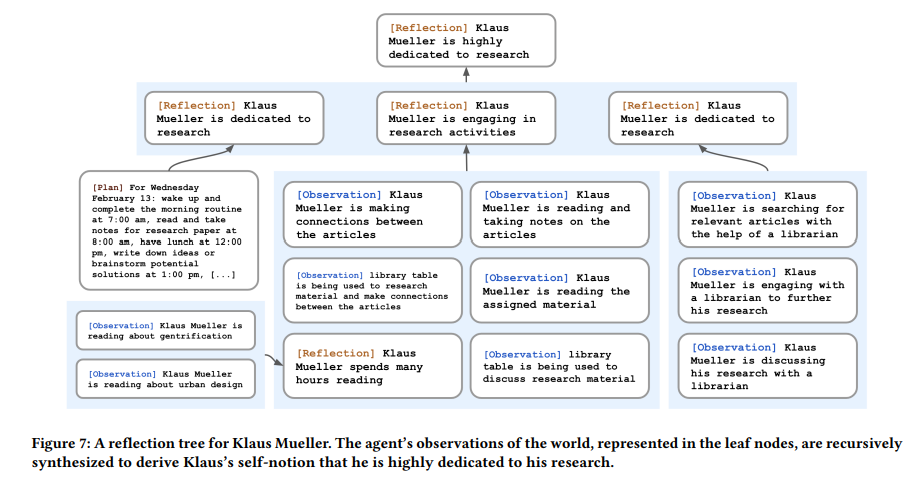 [Reflection] Klaus
Mueller is highly
dedicated to research
[Reflection] Klaus
Mueller is dedicated to
research
[Reflection] Klaus
Mueller is engaging in
research activities
[Reflection] Klaus
Mueller is dedicated to
research
[Plan] For Wednesday
February 13: wake up and
complete the morning routine
at 7:00 am, read and take
notes for research paper at
8:00 am, have lunch at 12:00
pm, write down ideas or
brainstorm potential
solutions at 1:00 pm, [...]
[Observation] Klaus Mueller is
reading about gentrification
[Observation] Klaus Mueller
is reading about urban design
[Observation] Klaus
Mueller is making
connections between
the articles
[Observation] library table
is being used to research
material and make connections
between the articles
[Reflection] Klaus
Mueller spends many
hours reading
[Observation] Klaus
Mueller is reading and
taking notes on the
articles
[Observation] Klaus
Mueller is reading the
assigned material
[Observation] library
table is being used to
discuss research material
[Observation] Klaus
Mueller is searching for
relevant articles with
the help of a librarian
[Observation] Klaus
Mueller is engaging with
a librarian to further
his research
[Observation] Klaus
Mueller is discussing
his research with a
librarian
Figure 7: A reflection tree for Klaus Mueller. The agent's observations of the world, represented in the leaf nodes, are recursively
synthesized to derive Klaus's self-notion that he is highly dedicated to his research.